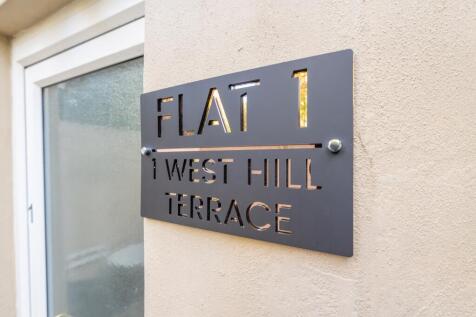 FLAT 1
1 WEST HILL
TERRACE